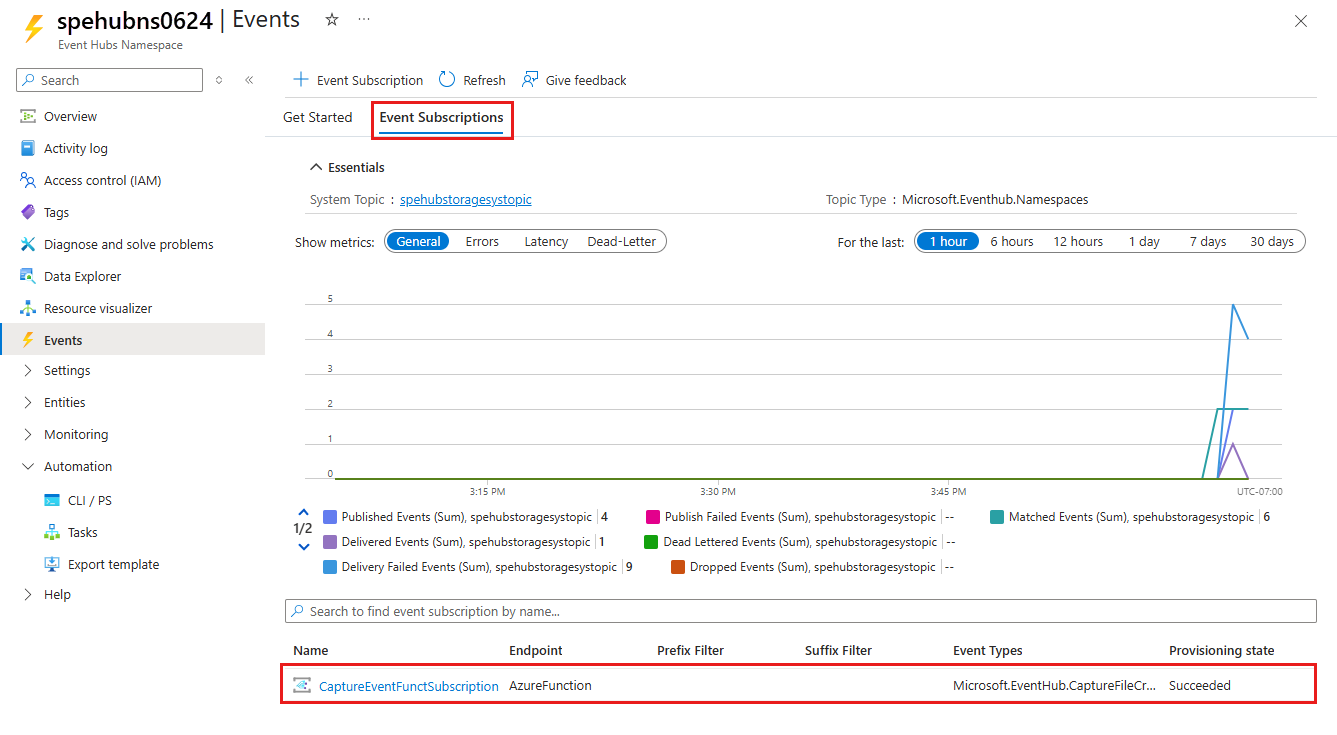 spehubns0624 | Events
Event Hubs Namespace
Search
Overview
Activity log
Access control (IAM)
Tags
Diagnose and solve problems
Data Explorer
Resource visualizer
Events
Settings
Entities
Monitoring
Automation
CLI / PS
Tasks
Export template
Help
Event Subscription Refresh Give feedback
Get Started Event Subscriptions
Essentials
System Topic : spehubstoragesystopic Topic Type : Microsoft.Eventhub.Namespaces
Show metrics: General Errors Latency Dead-Letter For the last: 1 hour 6 hours 12 hours 1 day 7 days 30 days
5
4
3
2
1
0
3:15 PM 3:30 PM 3:45 PM UTC-07:00
1/2
Published Events (Sum), spehubstoragesystopic | 4 Publish Failed Events (Sum), spehubstoragesystopic | -- Matched Events (Sum), spehubstoragesystopic | 6
Delivered Events (Sum), spehubstoragesystopic | 1 Dead Lettered Events (Sum), spehubstoragesystopic | --
Delivery Failed Events (Sum), spehubstoragesystopic | 9 Dropped Events (Sum), spehubstoragesystopic | --
Search to find event subscription by name...
Name Endpoint Prefix Filter Suffix Filter Event Types Provisioning state
CaptureEventFunctSubscription AzureFunction Microsoft.EventHub.CaptureFileCr... Succeeded